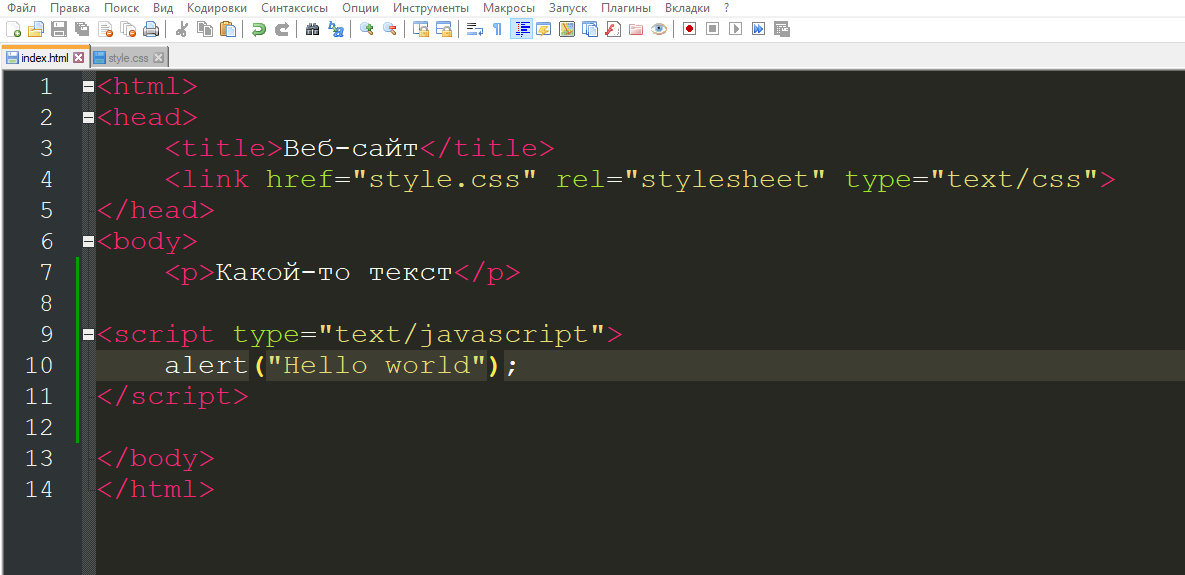 Файл Правка Поиск Вид Кодировки Синтаксисы Опции Инструменты Макросы Запуск Плагины Вкладки ?
index.html style.css
1 <html>
2 <head>
3 <title>Веб-сайт</title>
4 <link href="style.css" rel="stylesheet" type="text/css">
5 </head>
6 <body>
7 <p>Какой-то текст</p>
8
9 <script type="text/javascript">
10 alert("Hello world");
11 </script>
12
13 </body>
14 </html>